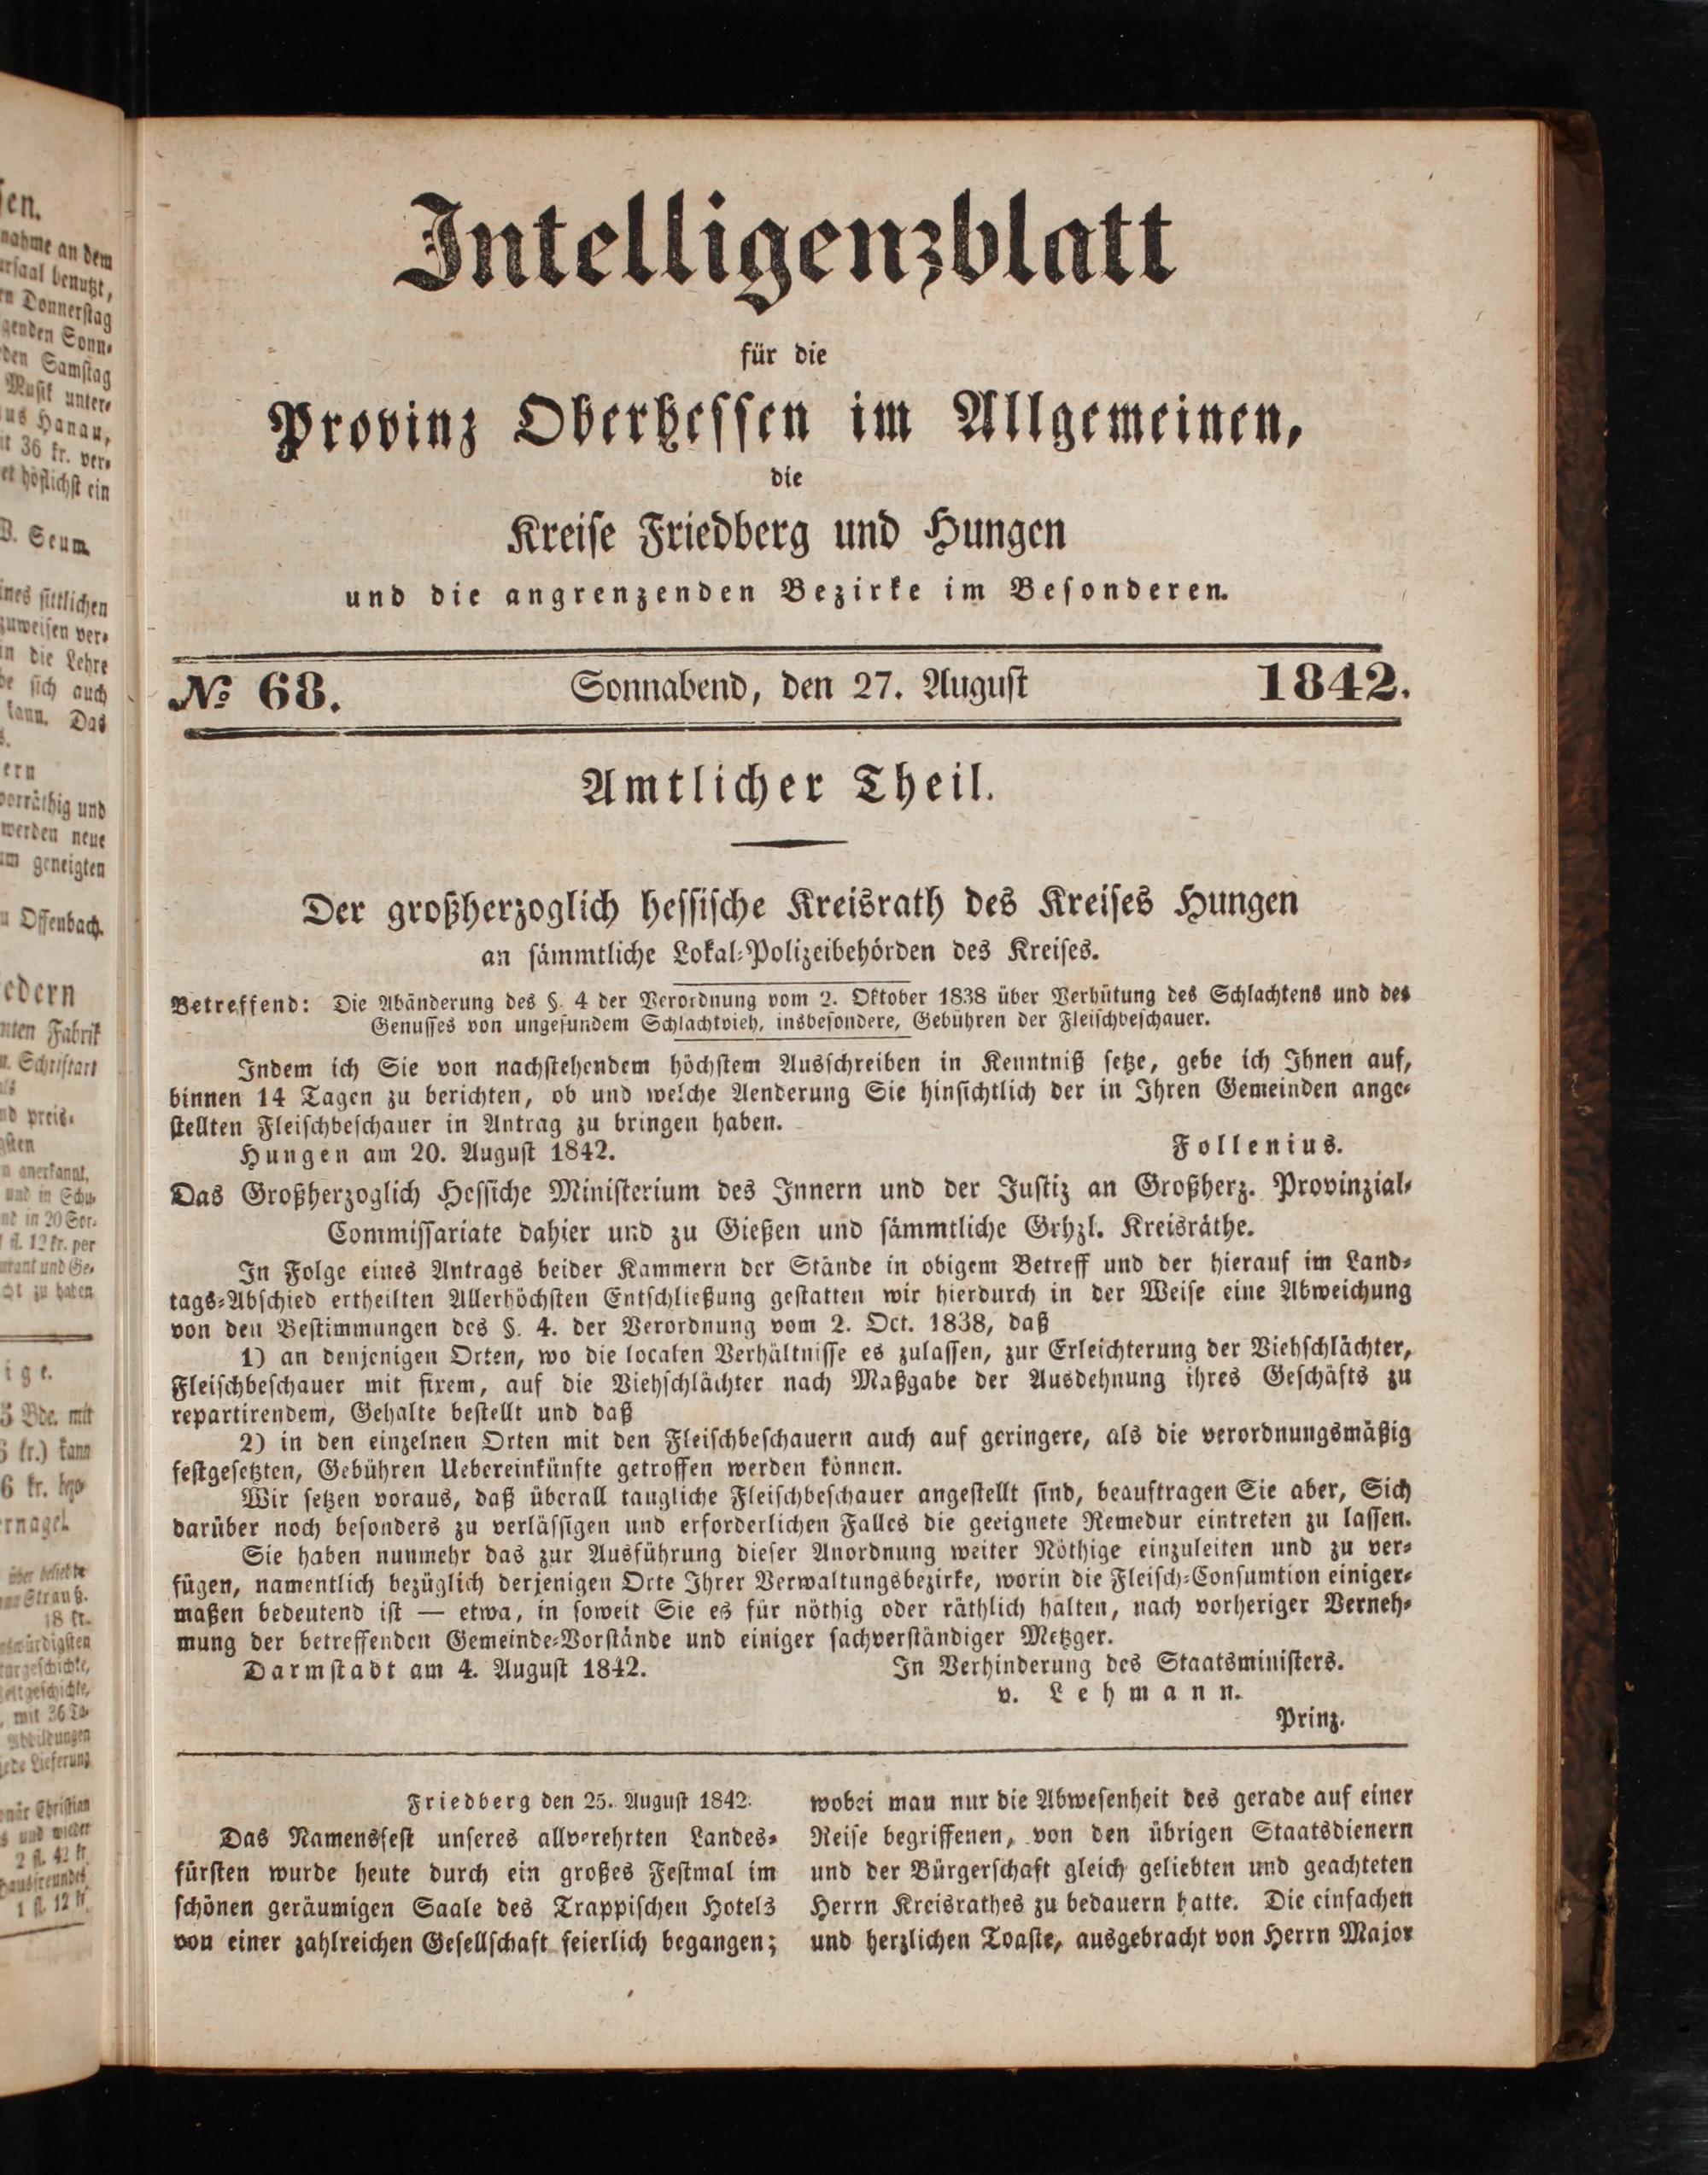 Intelligenzblatt
für die
Provinz Oberhessen im Allgemeinen,
die
Kreise Friedberg und Hungen
und die angrenzenden Bezirke im Besonderen.
№ 68. Sonnabend, den 27. August 1842.
Amtlicher Theil.
Der großherzoglich hessische Kreisrath des Kreises Hungen
an sämmtliche Lokal-Polizeibehörden des Kreises.
Betreffend: Die Abänderung des §. 4 der Verordnung vom 2. Oktober 1838 über Verhütung des Schlachtens und des
Genusses von ungesundem Schlachtvieh, insbesondere, Gebühren der Fleischbeschauer.
Indem ich Sie von nachstehendem höchstem Ausschreiben in Kenntniß setze, gebe ich Ihnen auf,
binnen 14 Tagen zu berichten, ob und welche Aenderung Sie hinsichtlich der in Ihren Gemeinden ange-
stellten Fleischbeschauer in Antrag zu bringen haben.
Hungen am 20. August 1842. Follenius.
Das Großherzoglich Hessiche Ministerium des Innern und der Justiz an Großherz. Provinzial-
Commissariate dahier und zu Gießen und sämmtliche Grhzl. Kreisräthe.
In Folge eines Antrags beider Kammern der Stände in obigem Betreff und der hierauf im Land-
tags-Abschied ertheilten Allerhöchsten Entschließung gestatten wir hierdurch in der Weise eine Abweichung
von den Bestimmungen des §. 4. der Verordnung vom 2. Oct. 1838, daß
1) an denjenigen Orten, wo die localen Verhältnisse es zulassen, zur Erleichterung der Viehschlächter,
Fleischbeschauer mit fixem, auf die Viehschlächter nach Maßgabe der Ausdehnung ihres Geschäfts zu
repartirendem, Gehalte bestellt und daß
2) in den einzelnen Orten mit den Fleischbeschauern auch auf geringere, als die verordnungsmäßig
festgesetzten, Gebühren Uebereinkünfte getroffen werden können.
Wir setzen voraus, daß überall taugliche Fleischbeschauer angestellt sind, beauftragen Sie aber, Sich
darüber noch besonders zu verlässigen und erforderlichen Falles die geeignete Remedur eintreten zu lassen.
Sie haben nunmehr das zur Ausführung dieser Anordnung weiter Nöthige einzuleiten und zu ver-
fügen, namentlich bezüglich derjenigen Orte Ihrer Verwaltungsbezirke, worin die Fleisch-Consumtion einiger-
maßen bedeutend ist — etwa, in soweit Sie es für nöthig oder räthlich halten, nach vorheriger Verneh-
mung der betreffenden Gemeinde-Vorstände und einiger sachverständiger Metzger.
Darmstadt am 4. August 1842. In Verhinderung des Staatsministers.
v. Lehmann.
Prinz.
Friedberg den 25. August 1842.
Das Namensfest unseres allverehrten Landes-
fürsten wurde heute durch ein großes Festmal im
schönen geräumigen Saale des Trappischen Hotels
von einer zahlreichen Gesellschaft feierlich begangen;
wobei man nur die Abwesenheit des gerade auf einer
Reise begriffenen, von den übrigen Staatsdienern
und der Bürgerschaft gleich geliebten und geachteten
Herrn Kreisrathes zu bedauern hatte. Die einfachen
und herzlichen Toaste, ausgebracht von Herrn Major